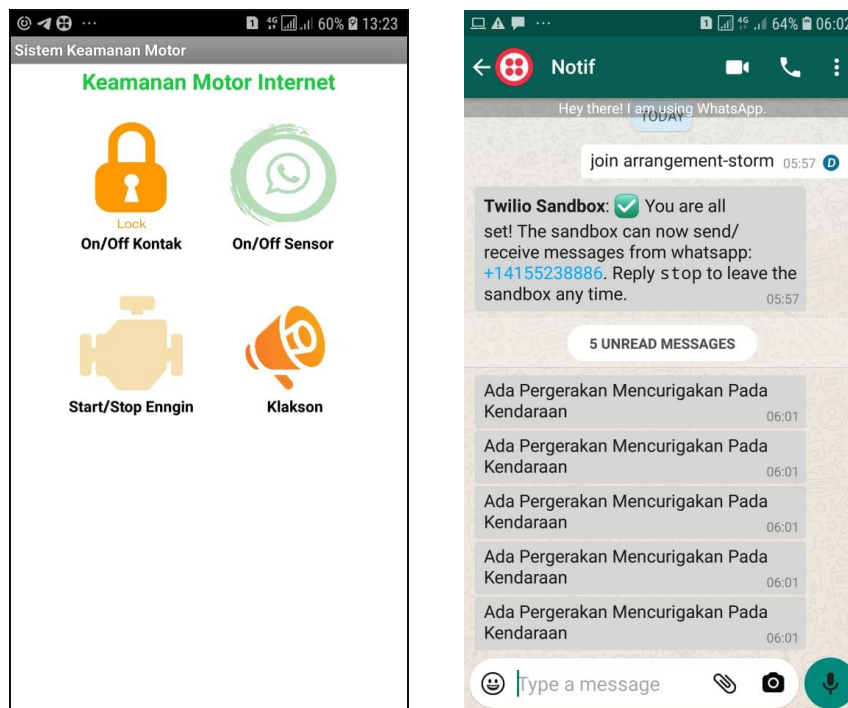 60% 13:23
Sistem Keamanan Motor
Keamanan Motor Internet
Lock
On/Off Kontak
On/Off Sensor
Start/Stop Enngin
Klakson
64% 06:02
Notif
Hey there! I am using WhatsApp.
TODAY
join arrangement-storm 05:57
Twilio Sandbox: ✅ You are all
set! The sandbox can now send/
receive messages from whatsapp:
+14155238886. Reply stop to leave the
sandbox any time. 05:57
5 UNREAD MESSAGES
Ada Pergerakan Mencurigakan Pada
Kendaraan 06:01
Ada Pergerakan Mencurigakan Pada
Kendaraan 06:01
Ada Pergerakan Mencurigakan Pada
Kendaraan 06:01
Ada Pergerakan Mencurigakan Pada
Kendaraan 06:01
Ada Pergerakan Mencurigakan Pada
Kendaraan 06:01
Type a message